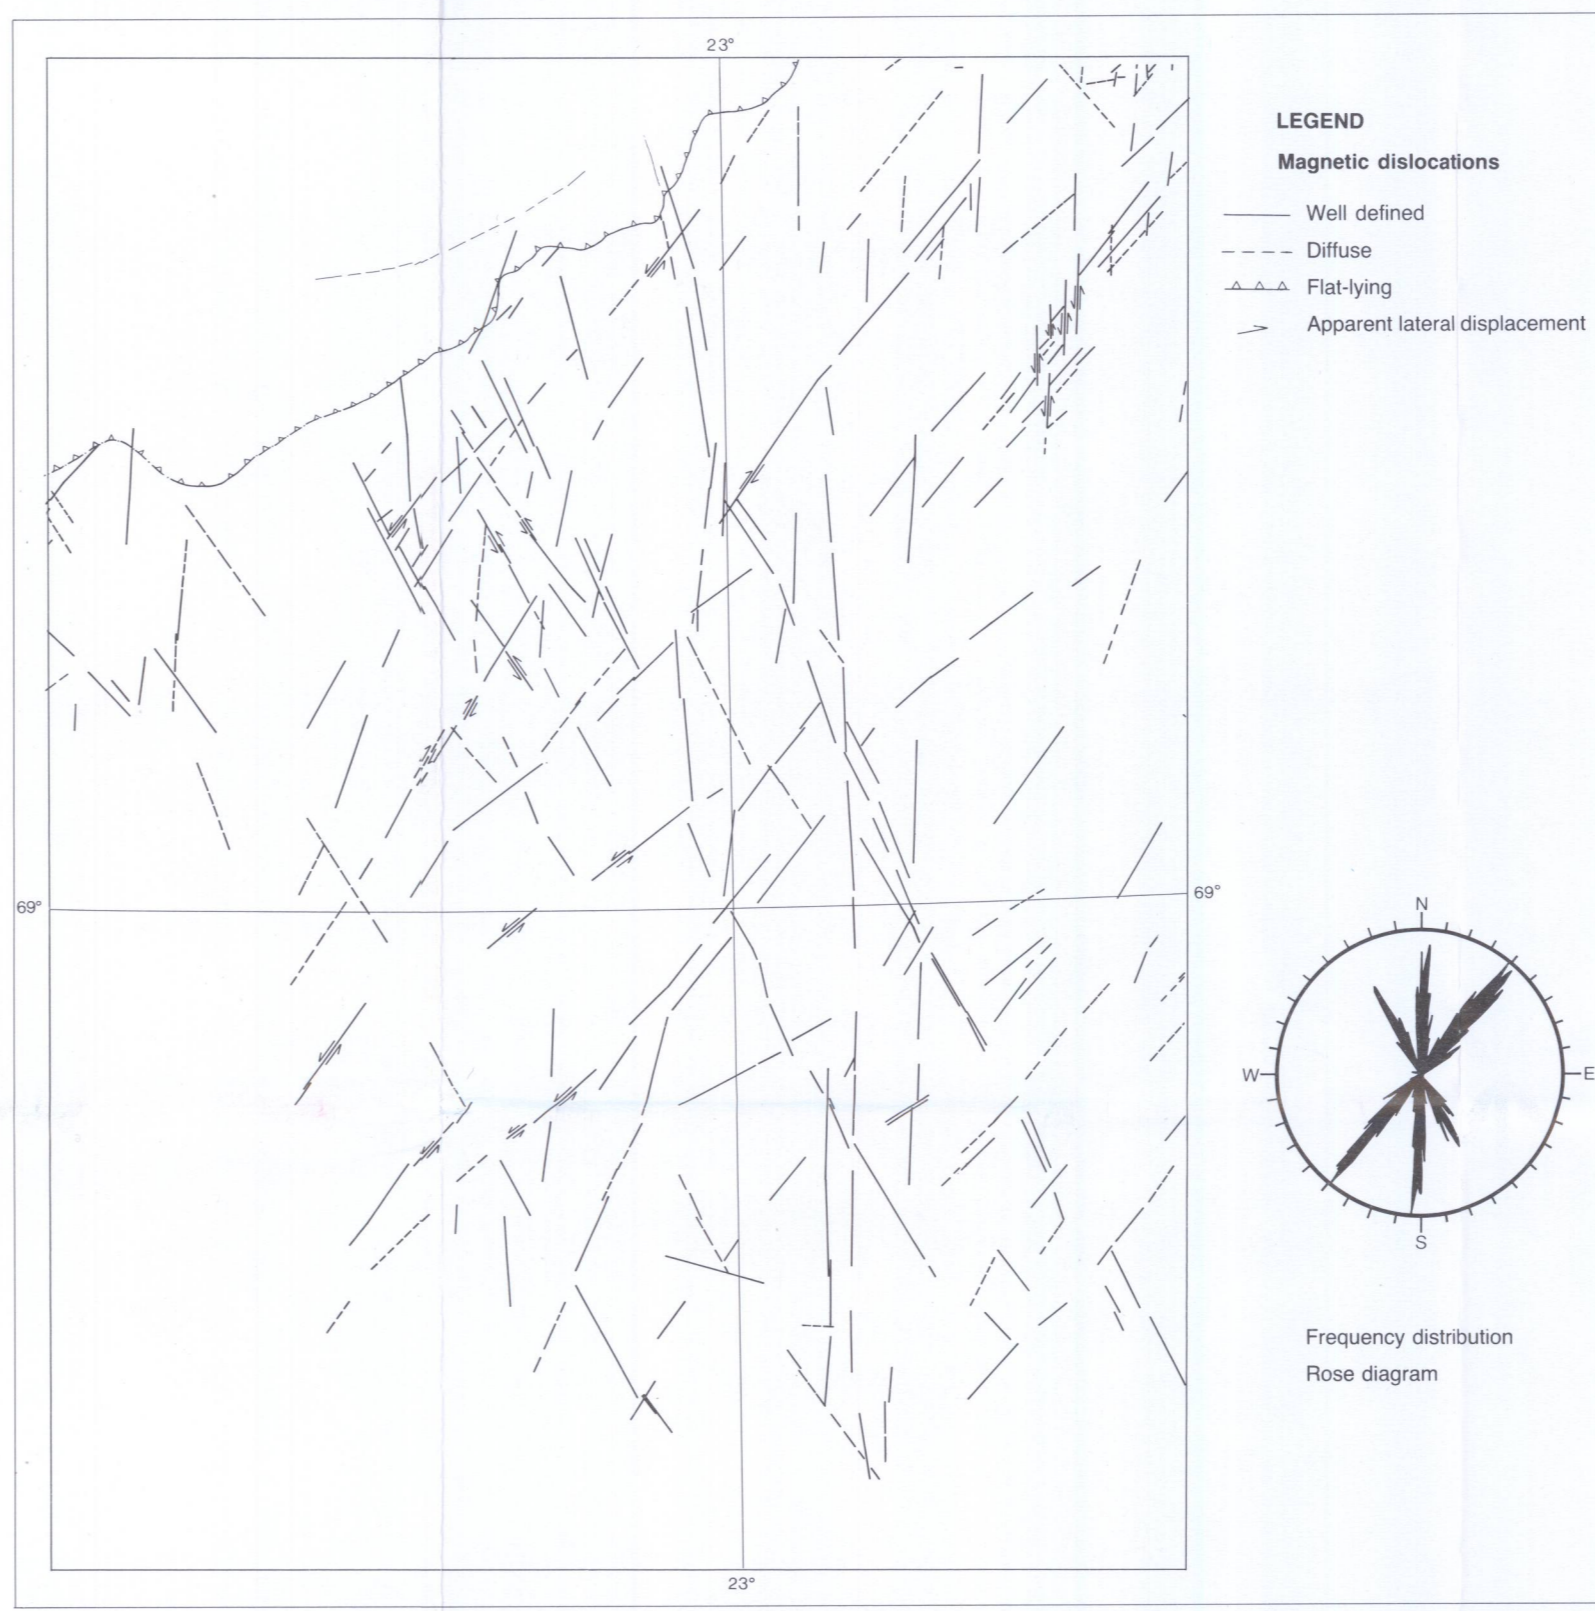 23°
LEGEND
Magnetic dislocations
Well defined
Diffuse
Flat-lying
Apparent lateral displacement
69°
69°
N
W
E
S
Frequency distribution
Rose diagram
23°